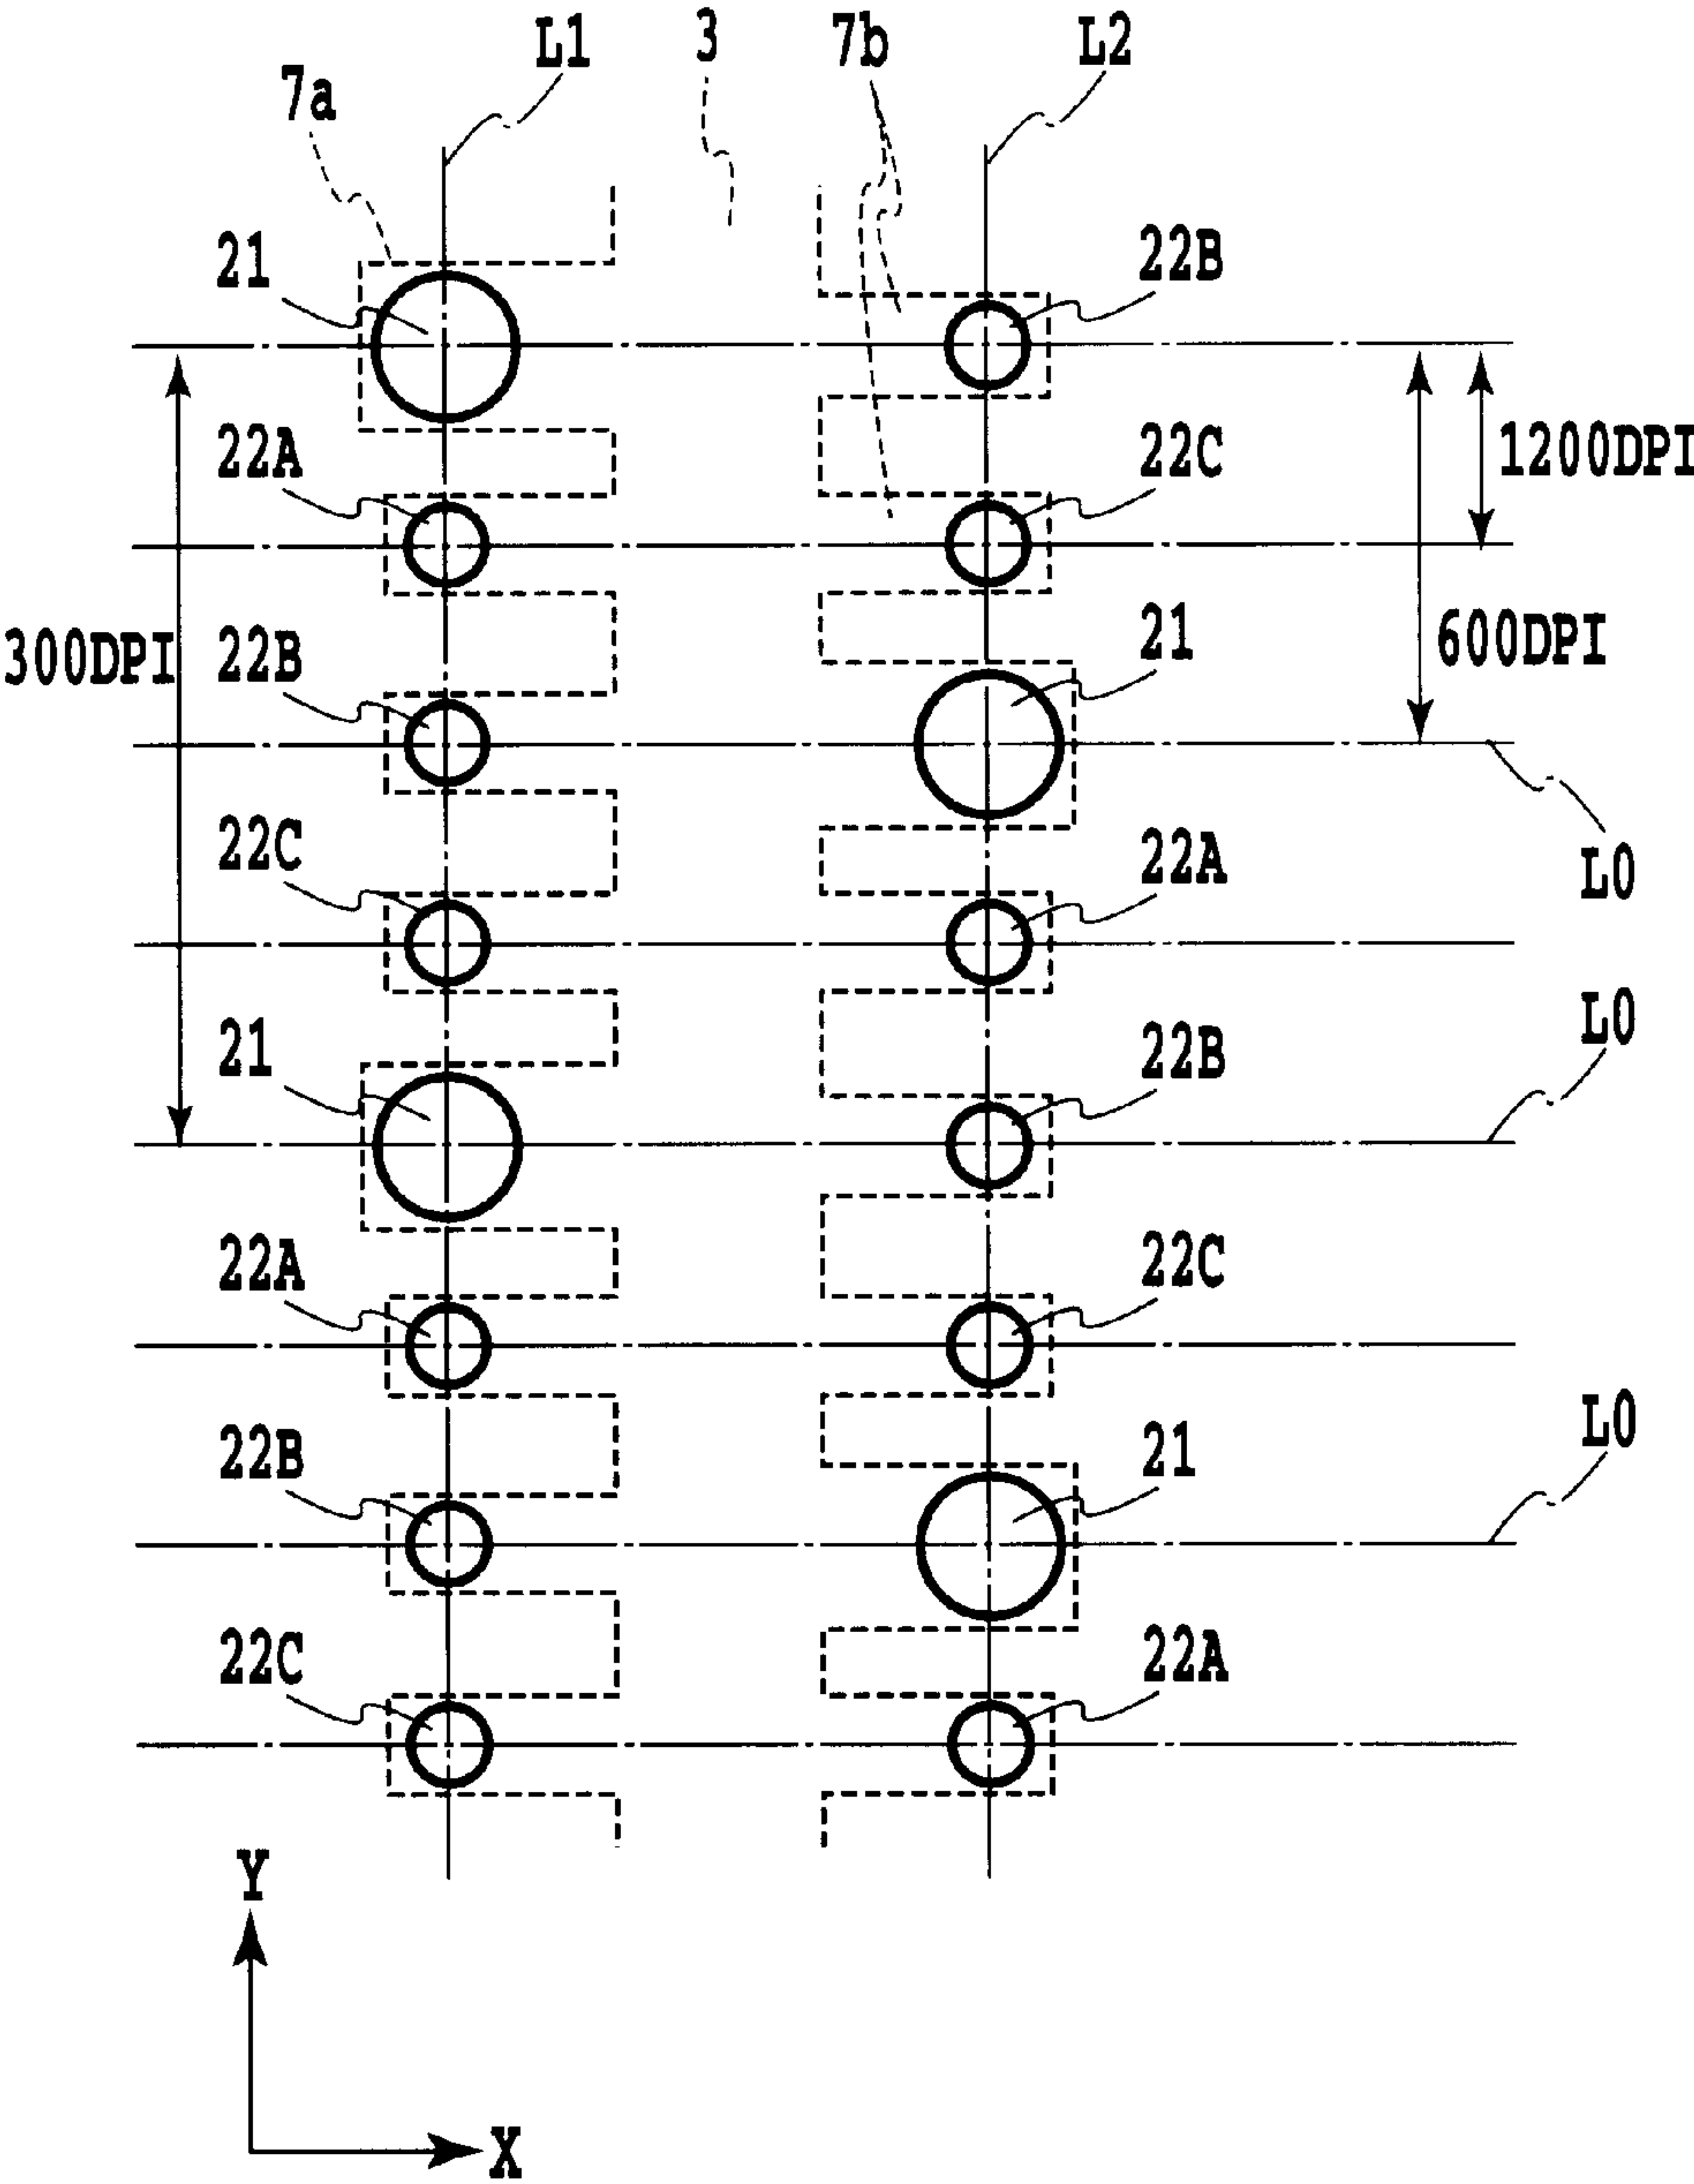 L1 3 7b L2
7a
21 22B
22A 22C 1200DPI
300DPI 22B 21 600DPI
22C 22A L0
21 22B L0
22A 22C
22B 21 L0
22C 22A
Y
X